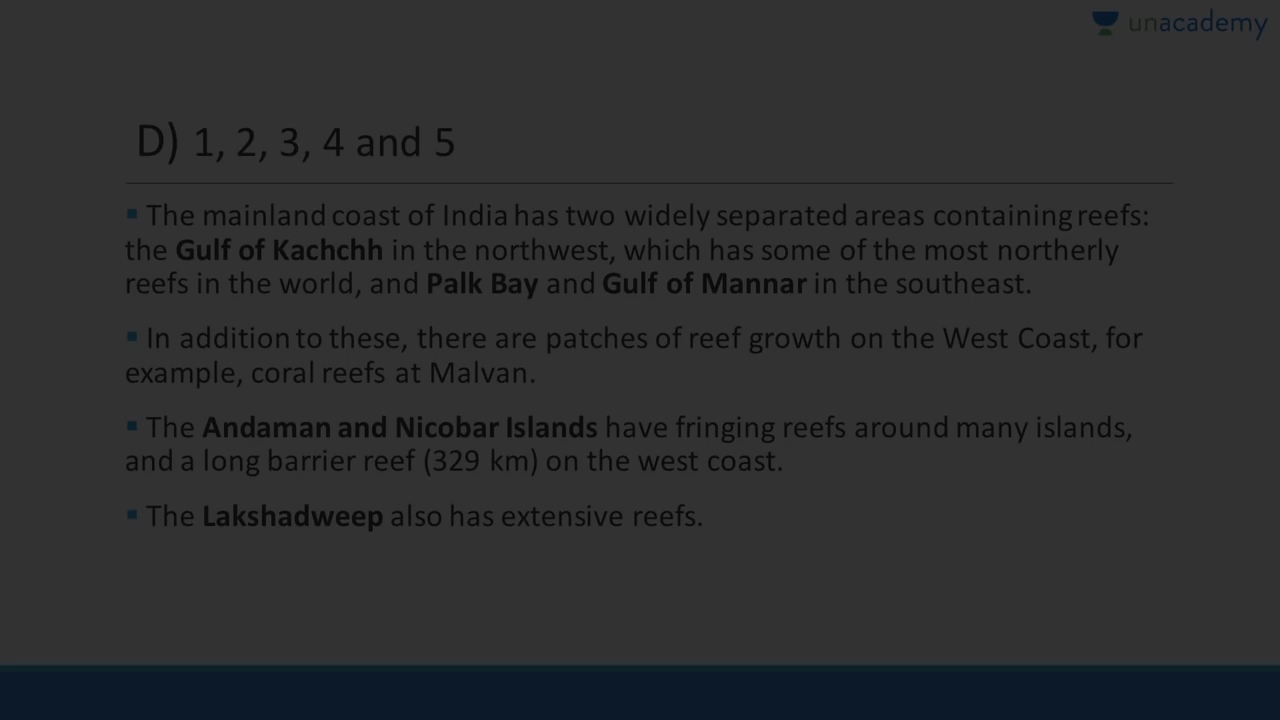 unacademy
D) 1, 2, 3, 4 and 5
▪ The mainland coast of India has two widely separated areas containing reefs:
the Gulf of Kachchh in the northwest, which has some of the most northerly
reefs in the world, and Palk Bay and Gulf of Mannar in the southeast.
▪ In addition to these, there are patches of reef growth on the West Coast, for
example, coral reefs at Malvan.
▪ The Andaman and Nicobar Islands have fringing reefs around many islands,
and a long barrier reef (329 km) on the west coast.
▪ The Lakshadweep also has extensive reefs.